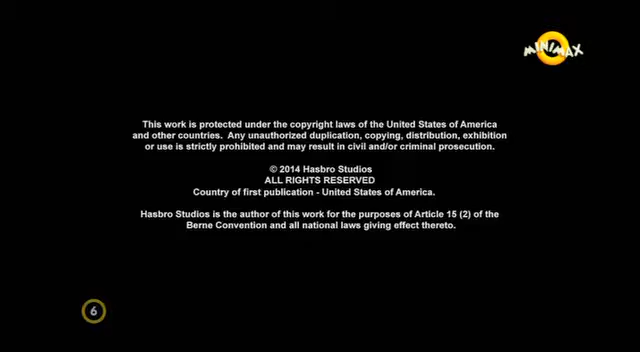 MINIMAX
This work is protected under the copyright laws of the United States of America
and other countries.  Any unauthorized duplication, copying, distribution, exhibition
or use is strictly prohibited and may result in civil and/or criminal prosecution.
© 2014 Hasbro Studios
ALL RIGHTS RESERVED
Country of first publication - United States of America.
Hasbro Studios is the author of this work for the purposes of Article 15 (2) of the
Berne Convention and all national laws giving effect thereto.
6